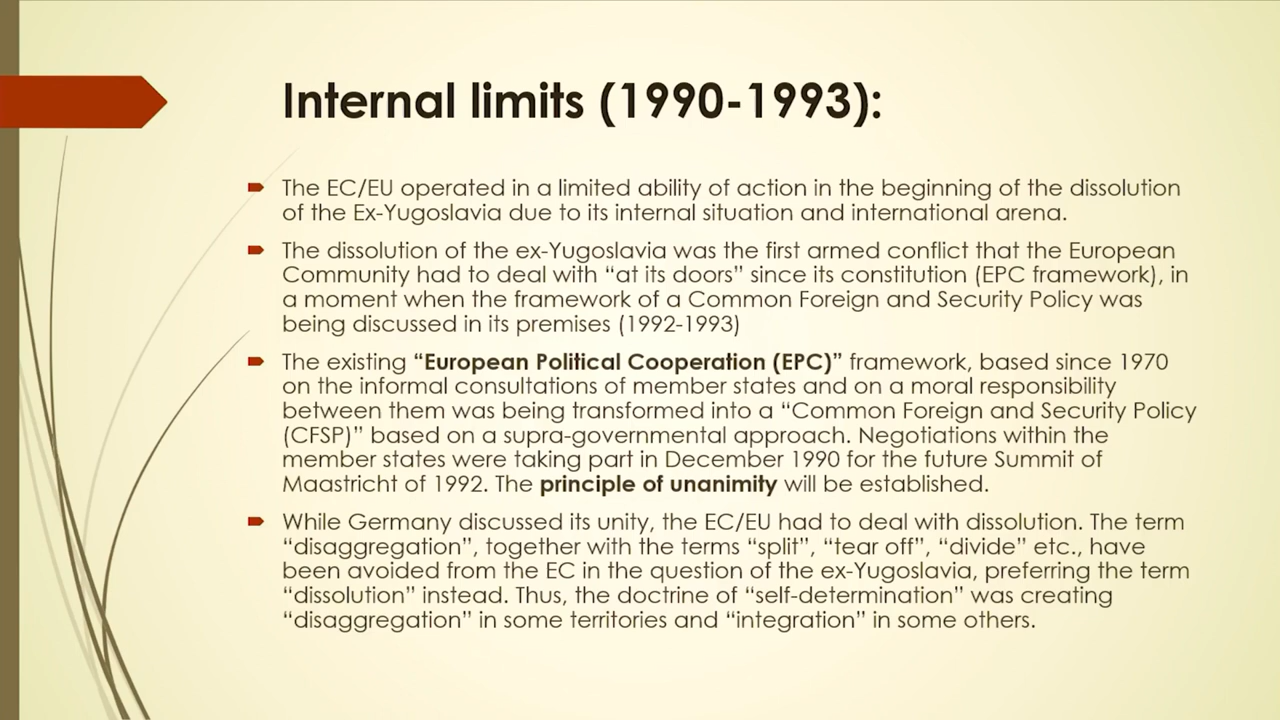 Internal limits (1990-1993):
The EC/EU operated in a limited ability of action in the beginning of the dissolution
of the Ex-Yugoslavia due to its internal situation and international arena.
The dissolution of the ex-Yugoslavia was the first armed conflict that the European
Community had to deal with “at its doors” since its constitution (EPC framework), in
a moment when the framework of a Common Foreign and Security Policy was
being discussed in its premises (1992-1993)
The existing “European Political Cooperation (EPC)” framework, based since 1970
on the informal consultations of member states and on a moral responsibility
between them was being transformed into a “Common Foreign and Security Policy
(CFSP)” based on a supra-governmental approach. Negotiations within the
member states were taking part in December 1990 for the future Summit of
Maastricht of 1992. The principle of unanimity will be established.
While Germany discussed its unity, the EC/EU had to deal with dissolution. The term
“disaggregation”, together with the terms “split”, “tear off”, “divide” etc., have
been avoided from the EC in the question of the ex-Yugoslavia, preferring the term
“dissolution” instead. Thus, the doctrine of “self-determination” was creating
“disaggregation” in some territories and “integration” in some others.